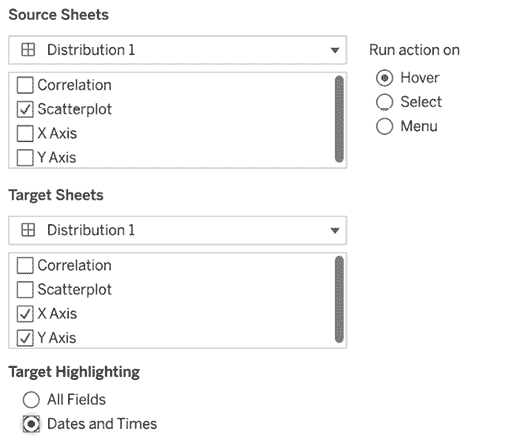 Source Sheets
Distribution 1
Run action on
Correlation
Scatterplot
X Axis
Y Axis
Hover
Select
Menu
Target Sheets
Distribution 1
Correlation
Scatterplot
X Axis
Y Axis
Target Highlighting
All Fields
Dates and Times